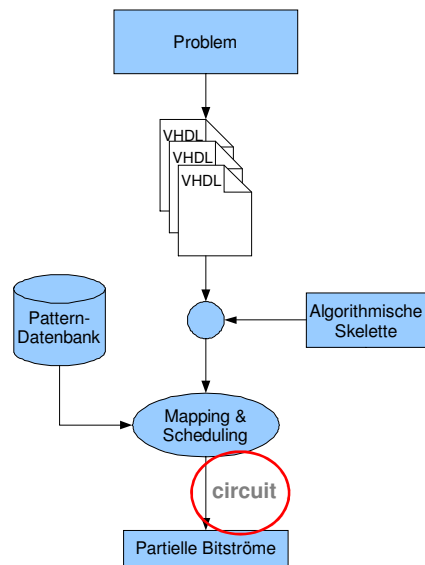 Problem
VHDL
VHDL
VHDL
Algorithmische
Skelette
Pattern-
Datenbank
Mapping &
Scheduling
circuit
Partielle Bitströme